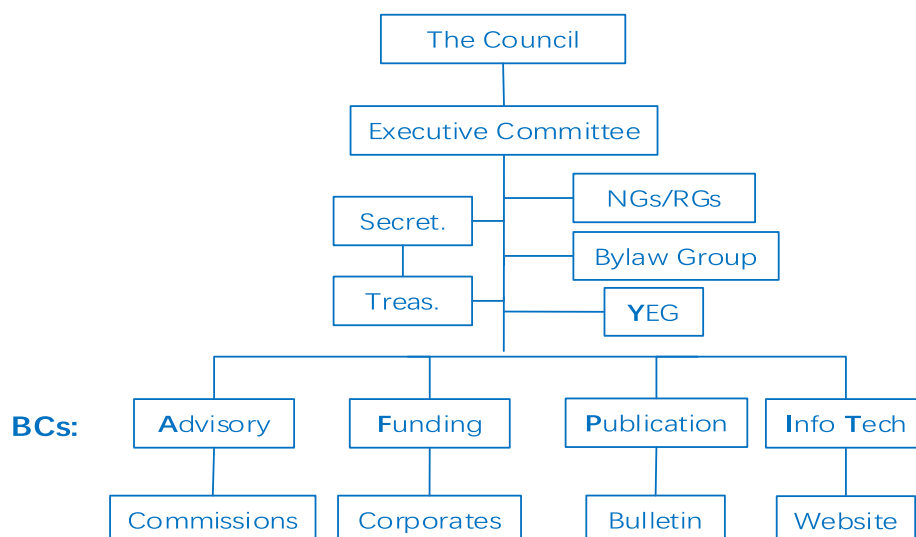 The Council
Executive Committee
NGs/RGs
Secret.
Bylaw Group
Treas.
YEG
BCs:
Advisory
Funding
Publication
Info Tech
Commissions
Corporates
Bulletin
Website